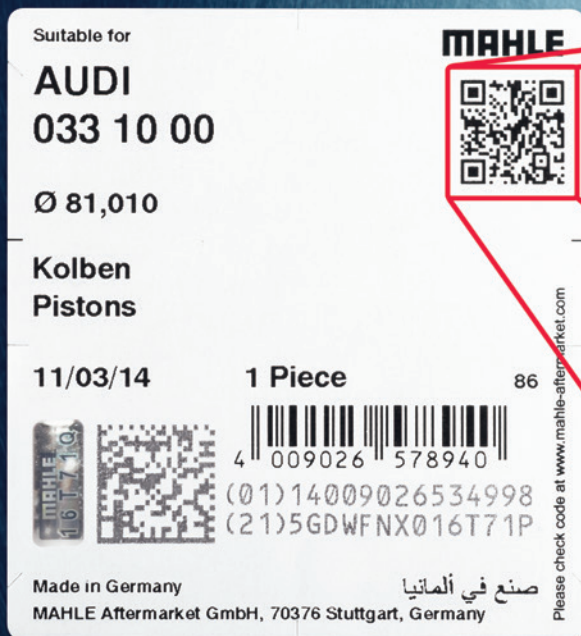 Suitable for
MAHLE
AUDI
033 10 00
Ø 81,010
Kolben
Pistons
11/03/14
1 Piece
86
MAHLE
16T71Q
4 009026 578940
(01)14009026534998
(21)5GDWFNX016T71P
Made in Germany
صنع في ألمانيا
MAHLE Aftermarket GmbH, 70376 Stuttgart, Germany
Please check code at www.mahle-aftermarket.com